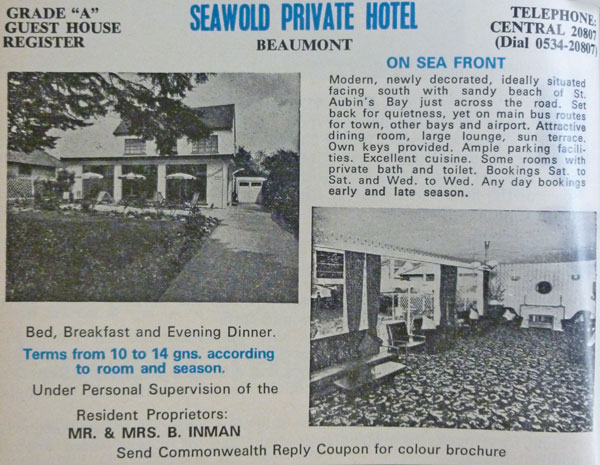 GRADE "A"
GUEST HOUSE
REGISTER
SEAWOLD PRIVATE HOTEL
BEAUMONT
TELEPHONE:
CENTRAL 20807
(Dial 0534-20807)
ON SEA FRONT
Modern, newly decorated, ideally situated
facing south with sandy beach of St.
Aubin's Bay just across the road. Set
back for quietness, yet on main bus routes
for town, other bays and airport. Attractive
dining room, large lounge, sun terrace.
Own keys provided. Ample parking facili-
ties. Excellent cuisine. Some rooms with
private bath and toilet. Bookings Sat. to
Sat. and Wed. to Wed. Any day bookings
early and late season.
Bed, Breakfast and Evening Dinner.
Terms from 10 to 14 gns. according
to room and season.
Under Personal Supervision of the
Resident Proprietors:
MR. & MRS. B. INMAN
Send Commonwealth Reply Coupon for colour brochure